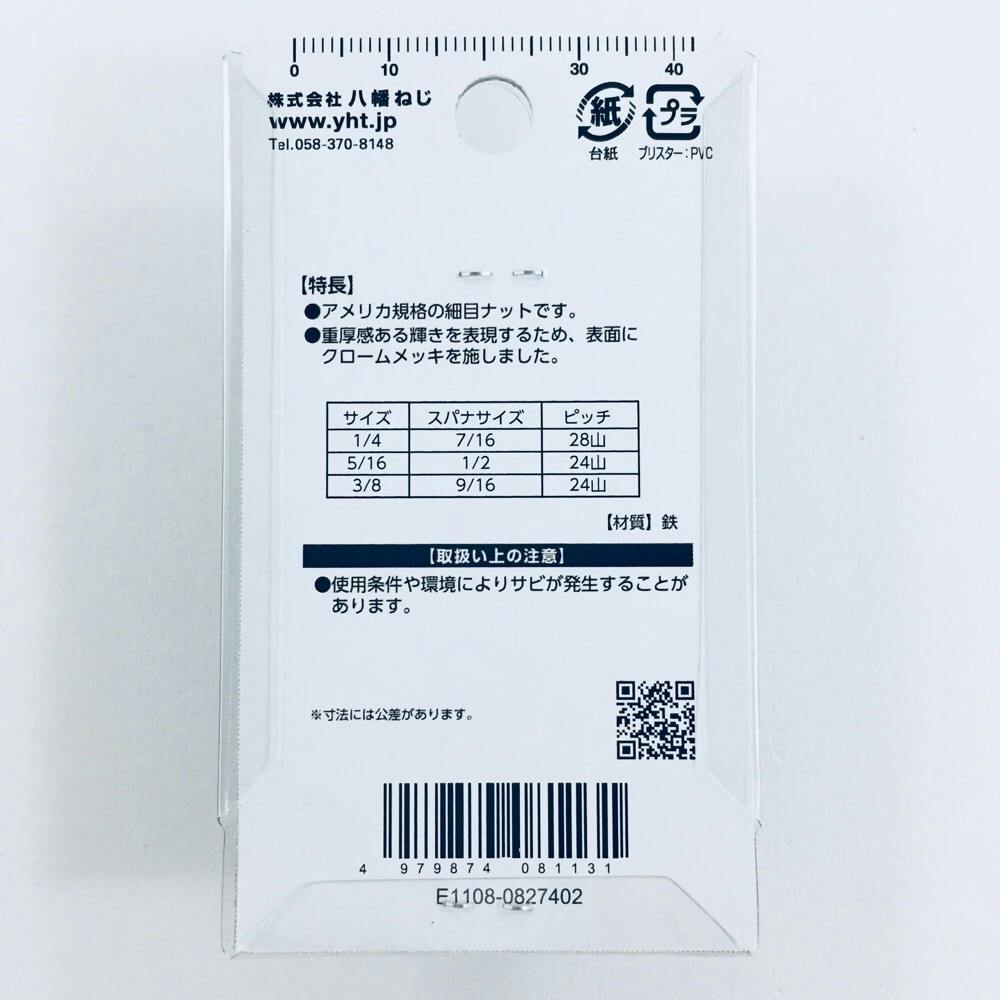 0 10 30 40
株式会社 八幡ねじ
www.yht.jp
Tel.058-370-8148
紙
プラ
台紙 ブリスター：PVC
【特長】
●アメリカ規格の細目ナットです。
●重厚感ある輝きを表現するため、表面に
クロームメッキを施しました。
サイズ スパナサイズ ピッチ
1/4 7/16 28山
5/16 1/2 24山
3/8 9/16 24山
【材質】鉄
【取扱い上の注意】
●使用条件や環境によりサビが発生することが
あります。
※寸法には公差があります。
4 979874 081131
E1108-0827402